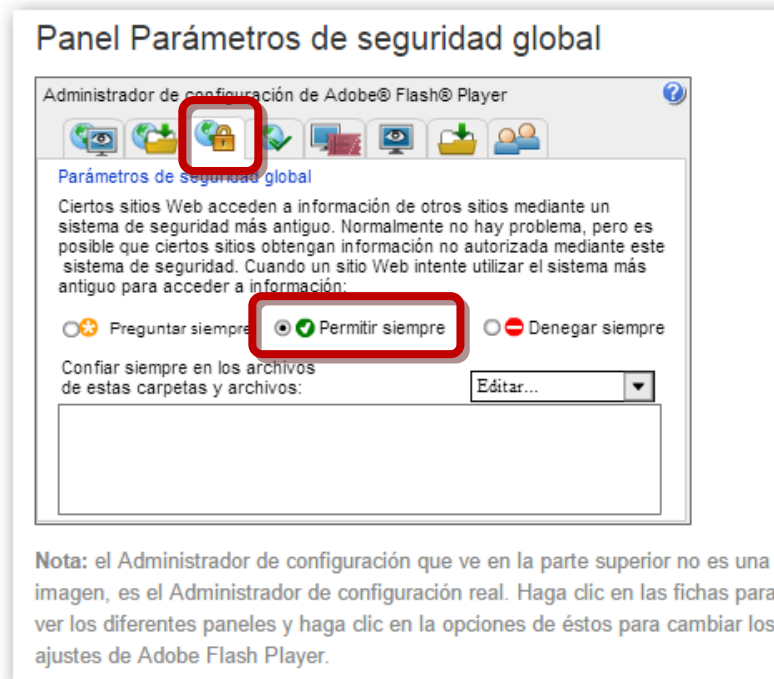 Panel Parámetros de seguridad global
Administrador de configuración de Adobe® Flash® Player
Parámetros de seguridad global
Ciertos sitios Web acceden a información de otros sitios mediante un
sistema de seguridad más antiguo. Normalmente no hay problema, pero es
posible que ciertos sitios obtengan información no autorizada mediante este
sistema de seguridad. Cuando un sitio Web intente utilizar el sistema más
antiguo para acceder a información:
Preguntar siempre Permitir siempre Denegar siempre
Confiar siempre en los archivos
de estas carpetas y archivos:
Editar...
Nota: el Administrador de configuración que ve en la parte superior no es una
imagen, es el Administrador de configuración real. Haga clic en las fichas para
ver los diferentes paneles y haga clic en la opciones de éstos para cambiar los
ajustes de Adobe Flash Player.